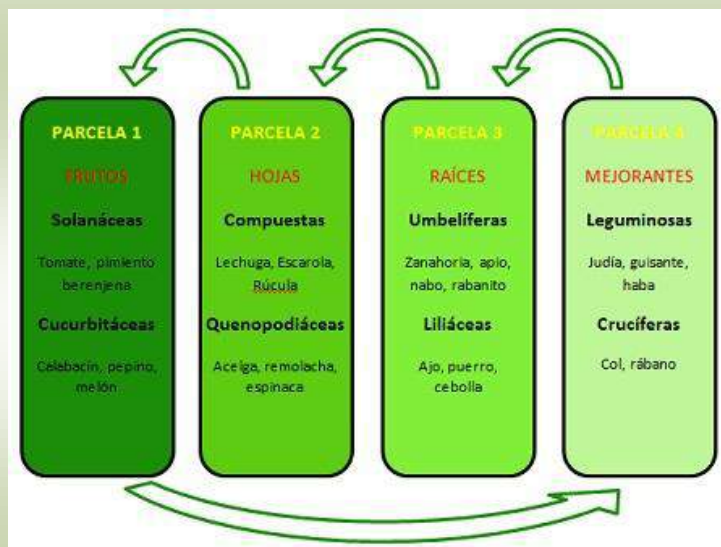 PARCELA 1
FRUTOS
Solanáceas
Tomate, pimiento
berenjena
Cucurbitáceas
Calabacín, pepino,
melón
PARCELA 2
HOJAS
Compuestas
Lechuga, Escarola,
Rúcula
Quenopodiáceas
Acelga, remolacha,
espinaca
PARCELA 3
RAÍCES
Umbelíferas
Zanahoria, apio,
nabo, rabanito
Liliáceas
Ajo, puerro,
cebolla
PARCELA 4
MEJORANTES
Leguminosas
Judía, guisante,
haba
Crucíferas
Col, rábano